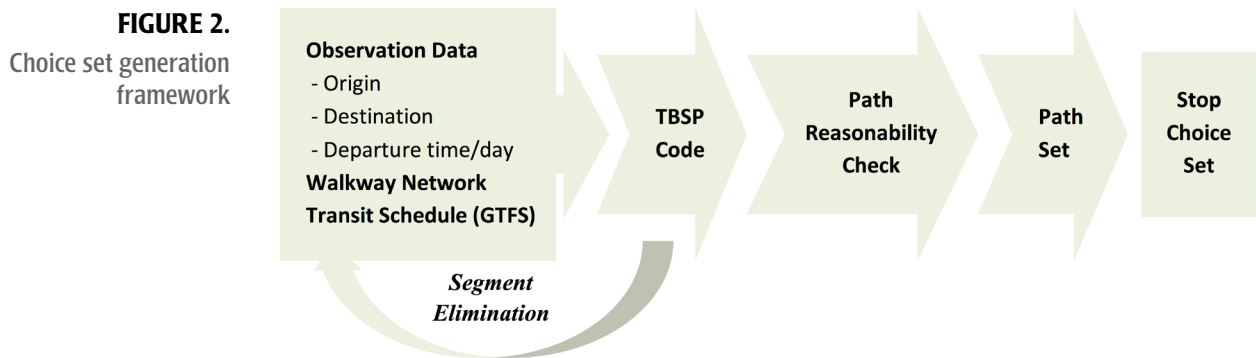 FIGURE 2.
Choice set generation
framework
Observation Data
- Origin
- Destination
- Departure time/day
Walkway Network
Transit Schedule (GTFS)
TBSP
Code
Path
Reasonability
Check
Path
Set
Stop
Choice
Set
Segment
Elimination